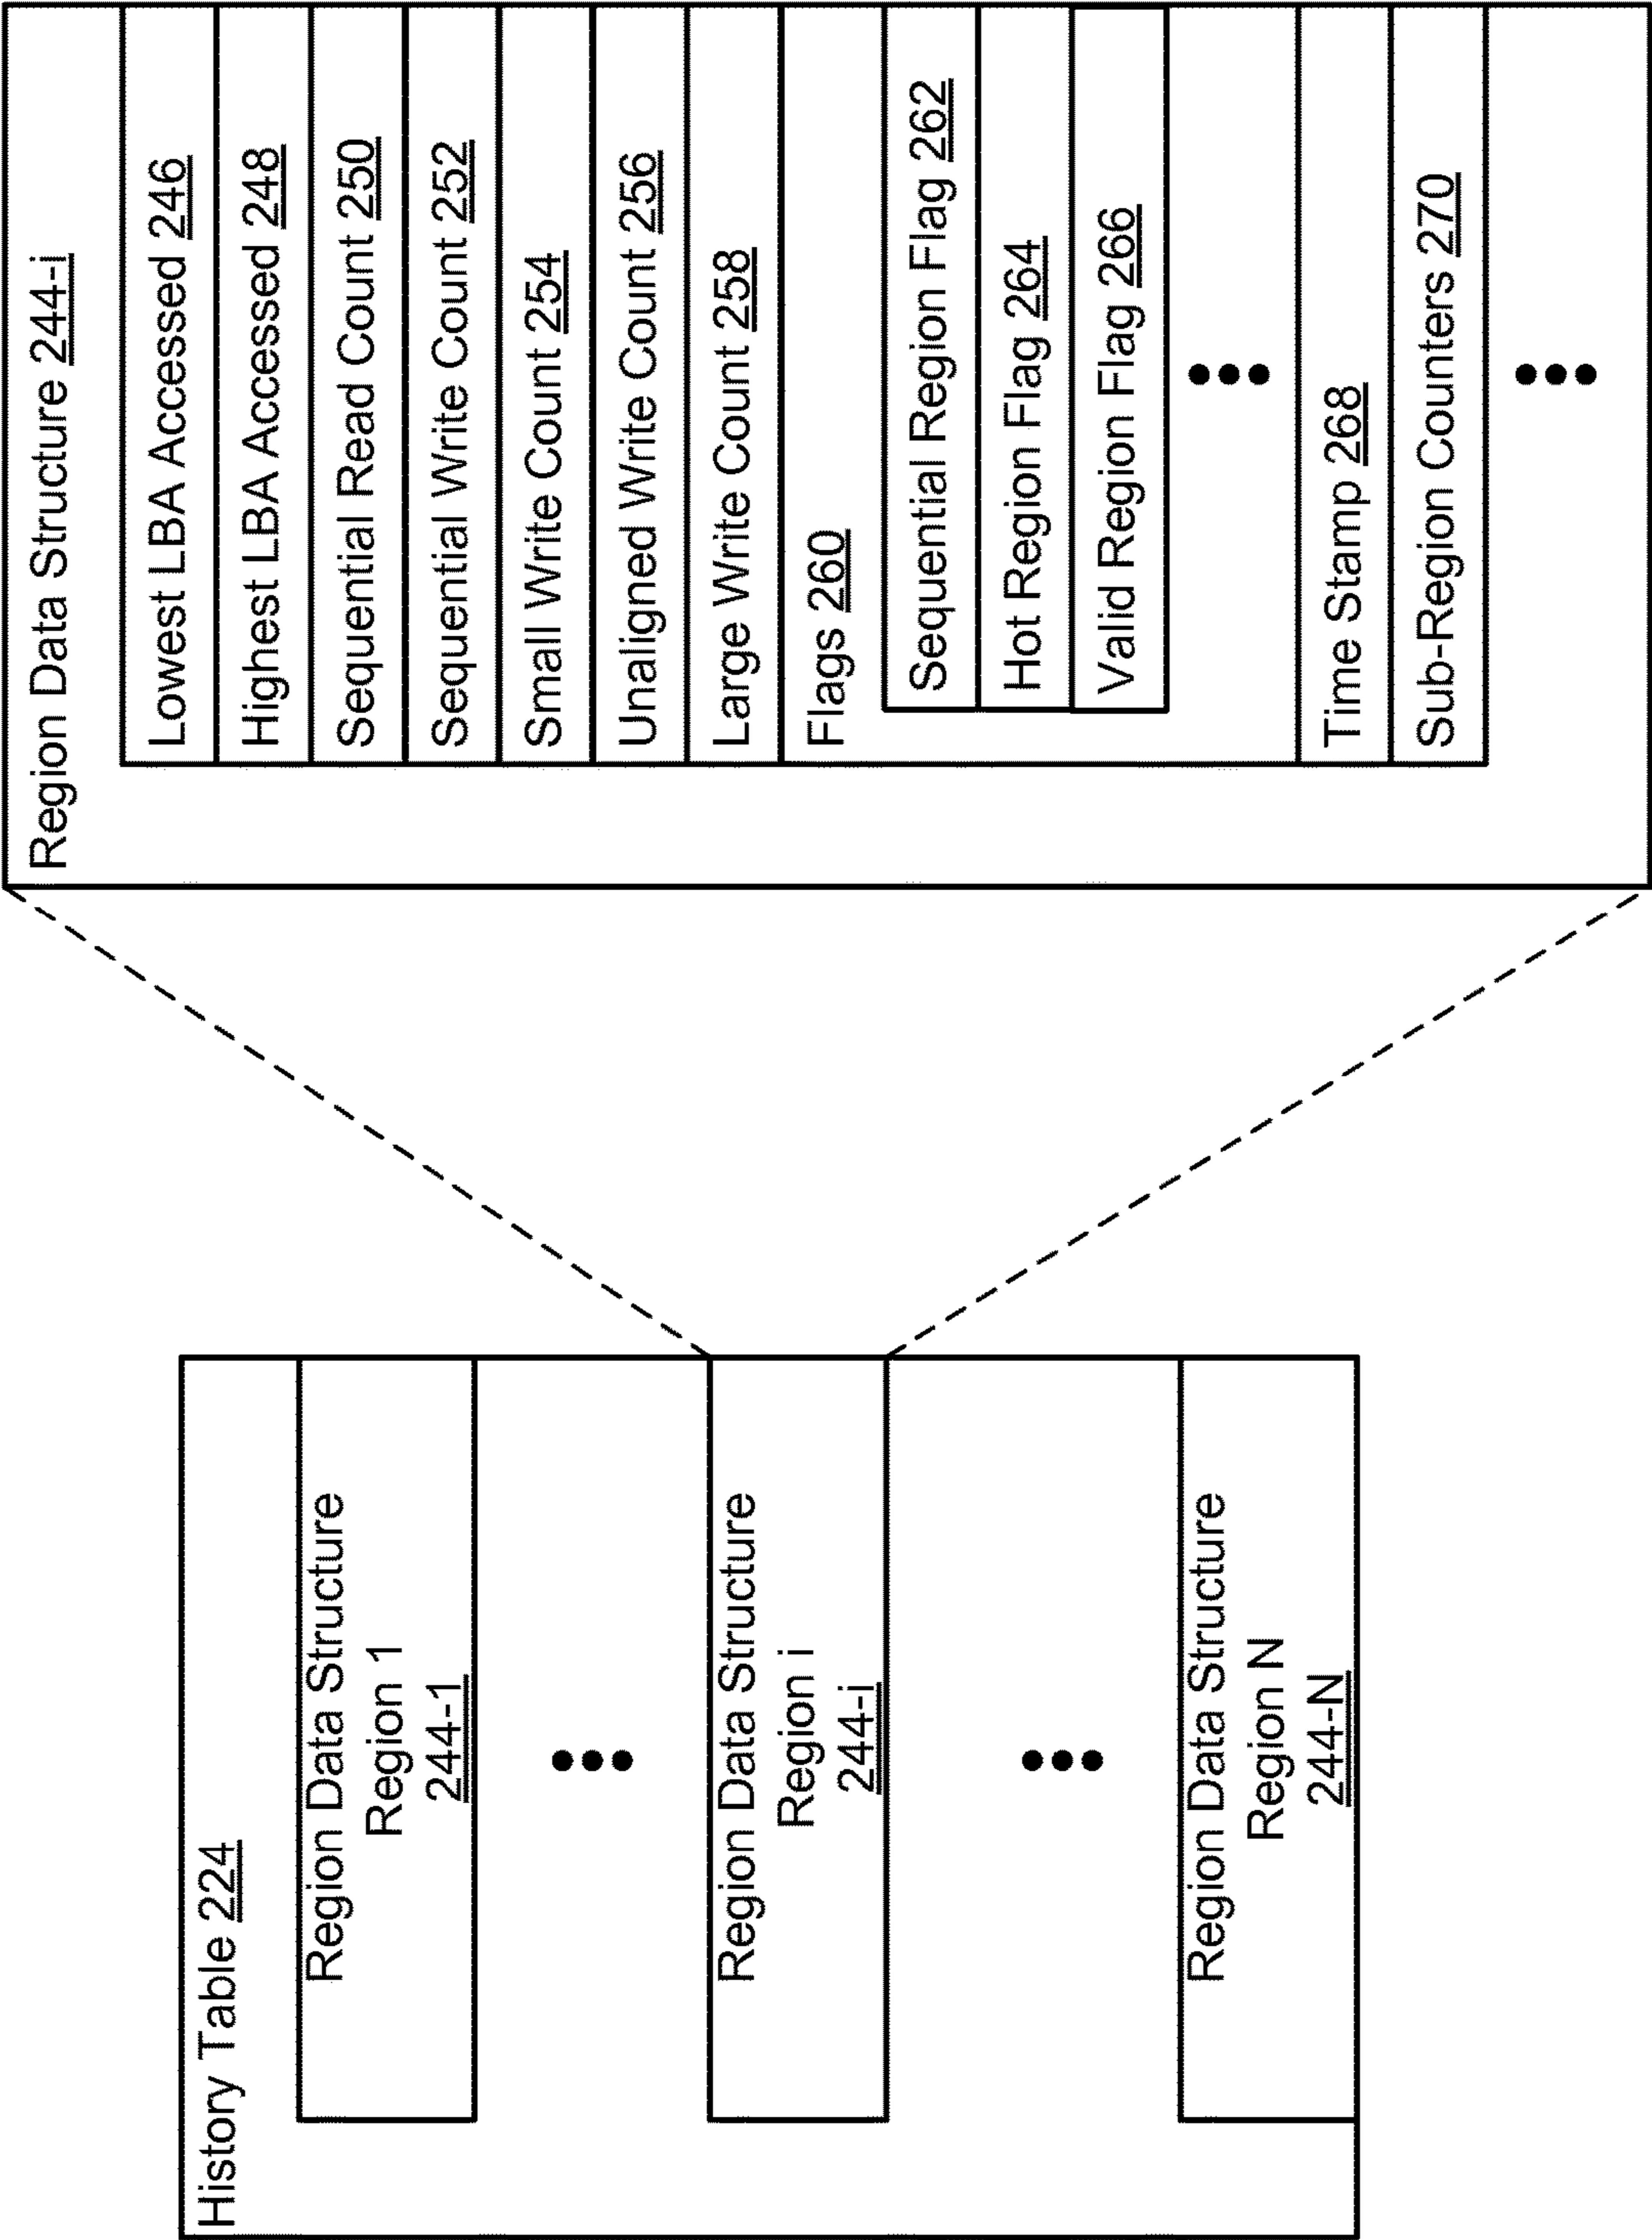 History Table 224
Region Data Structure
Region 1
244-1
Region Data Structure
Region i
244-i
Region Data Structure
Region N
244-N
Region Data Structure 244-i
Lowest LBA Accessed 246
Highest LBA Accessed 248
Sequential Read Count 250
Sequential Write Count 252
Small Write Count 254
Unaligned Write Count 256
Large Write Count 258
Flags 260
Sequential Region Flag 262
Hot Region Flag 264
Valid Region Flag 266
Time Stamp 268
Sub-Region Counters 270